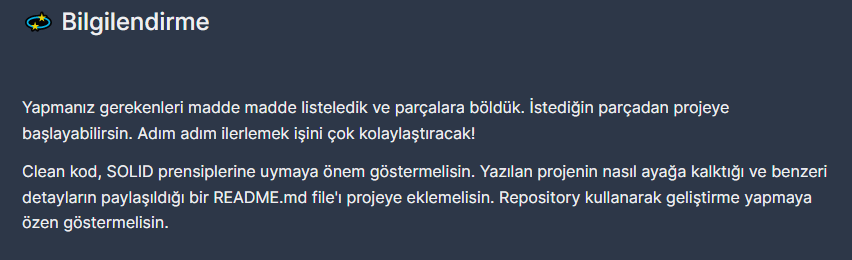 Bilgilendirme
Yapmanız gerekenleri madde madde listeledik ve parçalara böldük. İstediğin parçadan projeye
başlayabilirsin. Adım adım ilerlemek işini çok kolaylaştıracak!
Clean kod, SOLID prensiplerine uymaya önem göstermelisin. Yazılan projenin nasıl ayağa kalktığı ve benzeri
detayların paylaşıldığı bir README.md file'ı projeye eklemelisin. Repository kullanarak geliştirme yapmaya
özen göstermelisin.